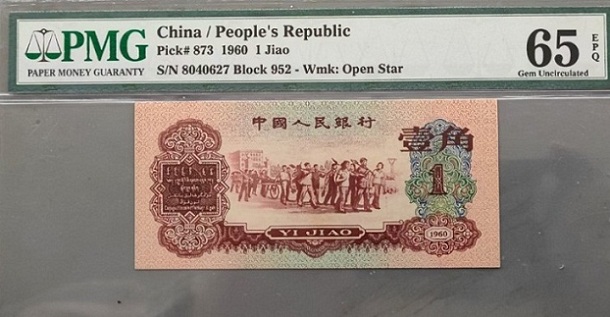 PMG
PAPER MONEY GUARANTY
China / People's Republic
Pick# 873 1960 1 Jiao
S/N 8040627 Block 952 - Wmk: Open Star
65 EPQ
Gem Uncirculated
中國人民銀行
壹角
1
YI JIAO
1960